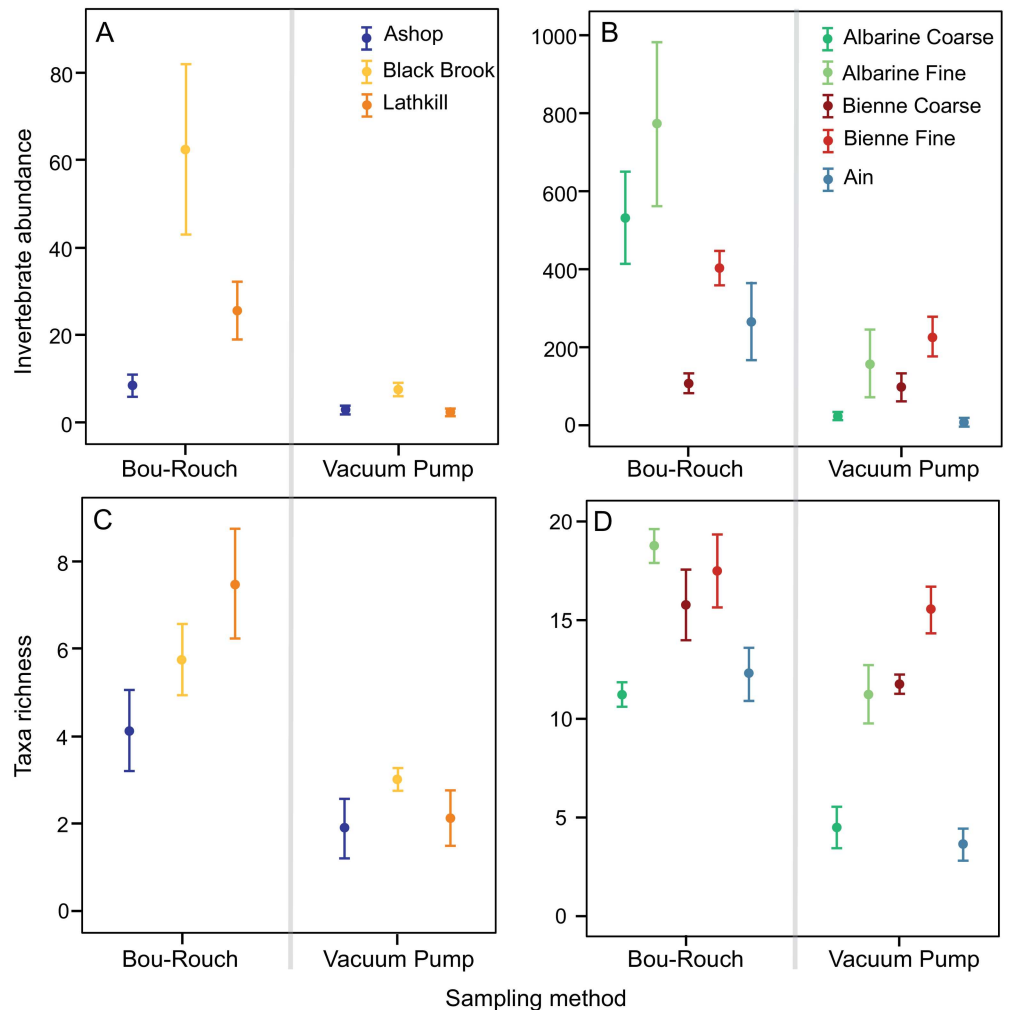 A
Ashop
Black Brook
Lathkill
80
60
40
20
0
Invertebrate abundance
Bou-Rouch
Vacuum Pump
B
Albarine Coarse
Albarine Fine
Bienne Coarse
Bienne Fine
Ain
1000
800
600
400
200
0
Bou-Rouch
Vacuum Pump
C
8
6
4
2
0
Taxa richness
Bou-Rouch
Vacuum Pump
D
20
15
10
5
0
Bou-Rouch
Vacuum Pump
Sampling method